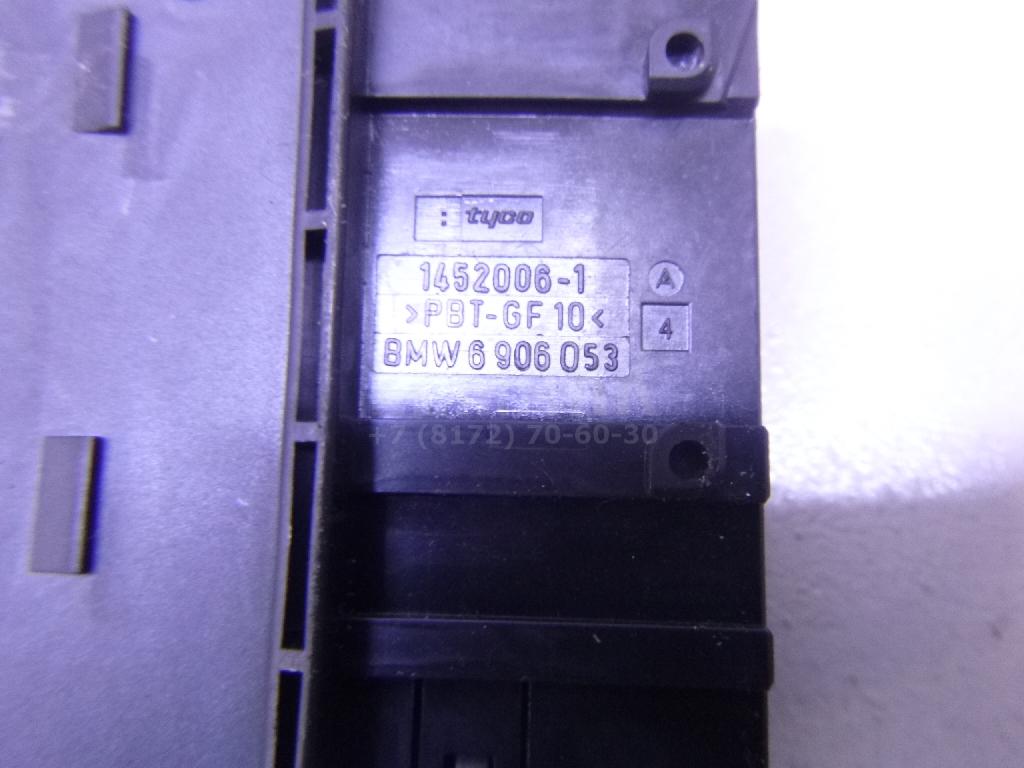 : tyco
1452006-1 A
>PBT-GF 10< 4
BMW 6 906 053
+7 (8172) 70-60-30